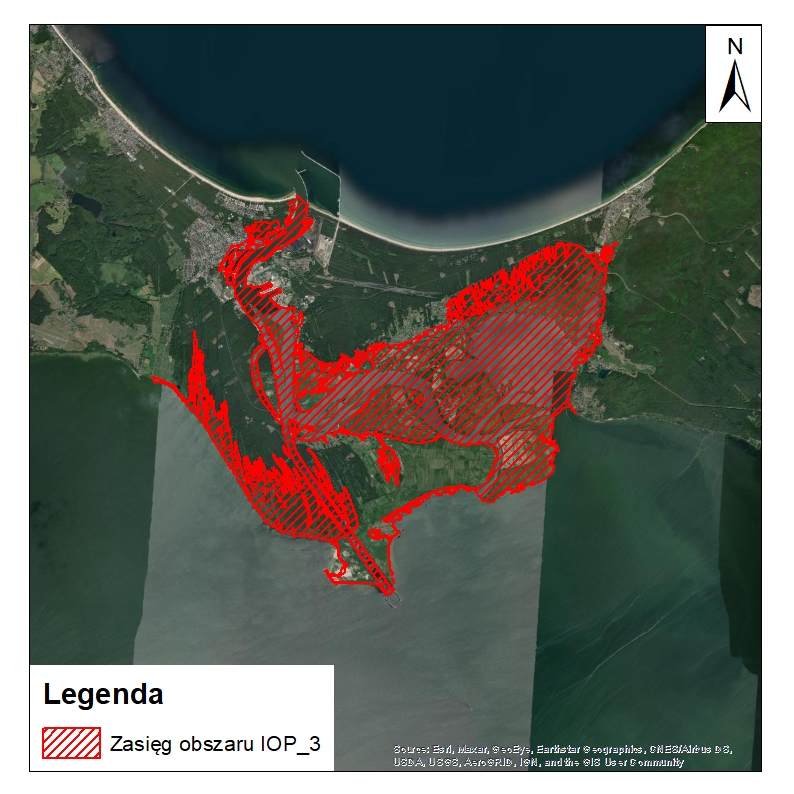 N
Legenda
Zasięg obszaru IOP_3
Source: Esri, Maxar, GeoEye, Earthstar Geographics, CNES/Airbus DS,
USDA, USGS, AeroGRID, IGN, and the GIS User Community